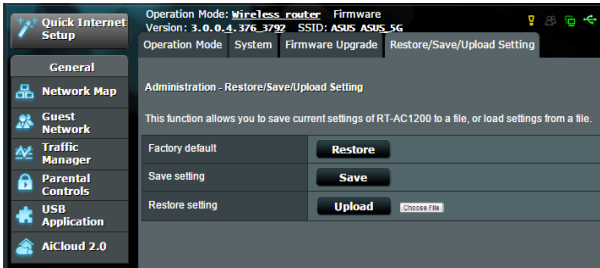 Quick Internet
Setup
General
Network Map
Guest
Network
Traffic
Manager
Parental
Controls
USB
Application
AiCloud 2.0
Operation Mode: Wireless router Firmware
Version: 3.0.0.4.376_3792 SSID: ASUS ASUS_5G
Operation Mode System Firmware Upgrade Restore/Save/Upload Setting
Administration - Restore/Save/Upload Setting
This function allows you to save current settings of RT-AC1200 to a file, or load settings from a file.
Factory default Restore
Save setting Save
Restore setting Upload Choose File